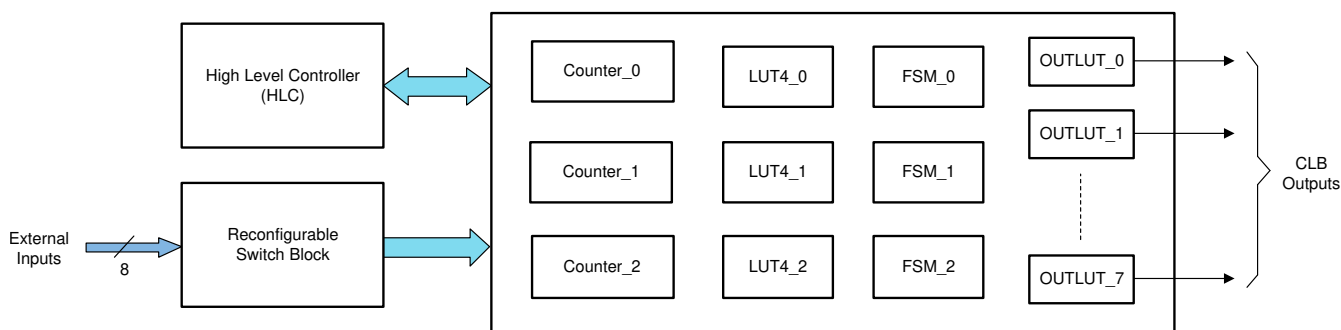 High Level Controller
(HLC)
Counter_0
LUT4_0
FSM_0
OUTLUT_0
OUTLUT_1
Counter_1
LUT4_1
FSM_1
CLB
Outputs
External
Inputs
8
Reconfigurable
Switch Block
Counter_2
LUT4_2
FSM_2
OUTLUT_7